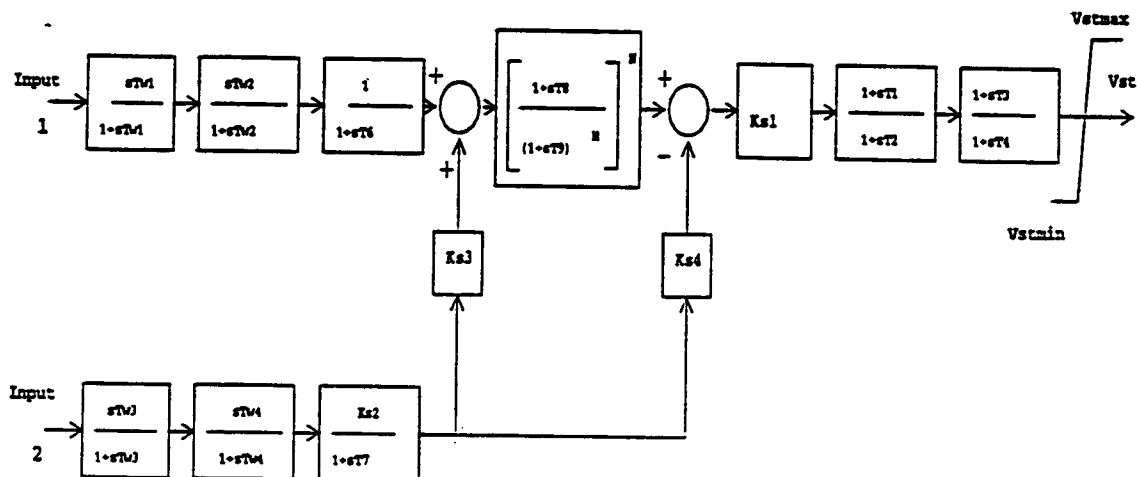 Vstmax
Input
1
sTW1
1+sTW1
sTW2
1+sTW2
1
1+sT6
+
+
1+sT8
(1+sT9)
M
N
+
-
Ks1
1+sT1
1+sT2
1+sT3
1+sT4
Vst
Vstmin
Ks3
Ks4
Input
2
sTW3
1+sTW3
sTW4
1+sTW4
Ks2
1+sT7